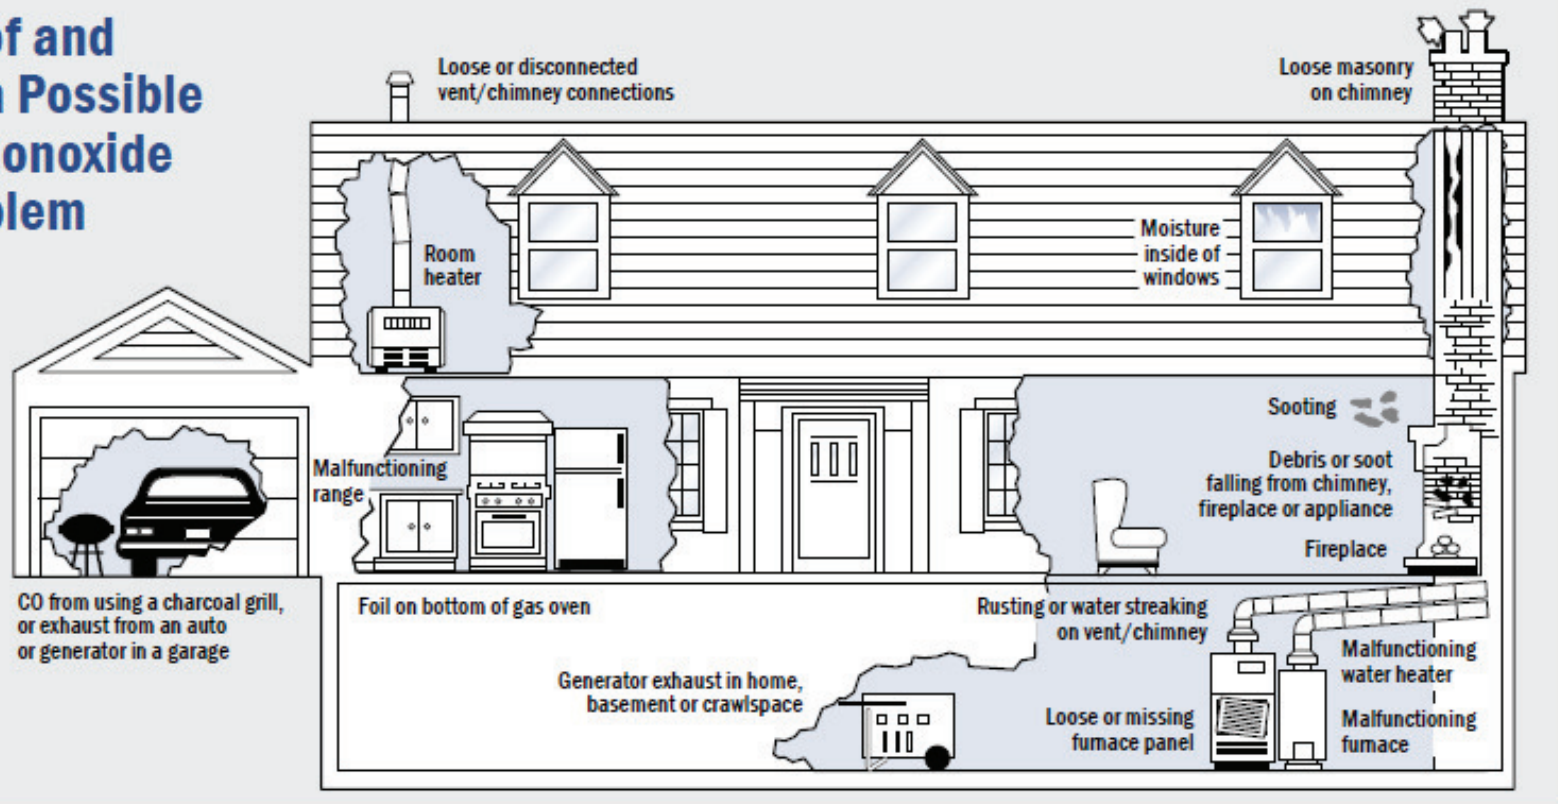 of and
Possible
onoxide
blem
Loose or disconnected
vent/chimney connections
Loose masonry
on chimney
Room
heater
Moisture
inside of
windows
Malfunctioning
range
Sooting
Debris or soot
falling from chimney,
fireplace or appliance
Fireplace
CO from using a charcoal grill,
or exhaust from an auto
or generator in a garage
Foil on bottom of gas oven
Rusting or water streaking
on vent/chimney
Generator exhaust in home,
basement or crawlspace
Malfunctioning
water heater
Loose or missing
furnace panel
Malfunctioning
furnace